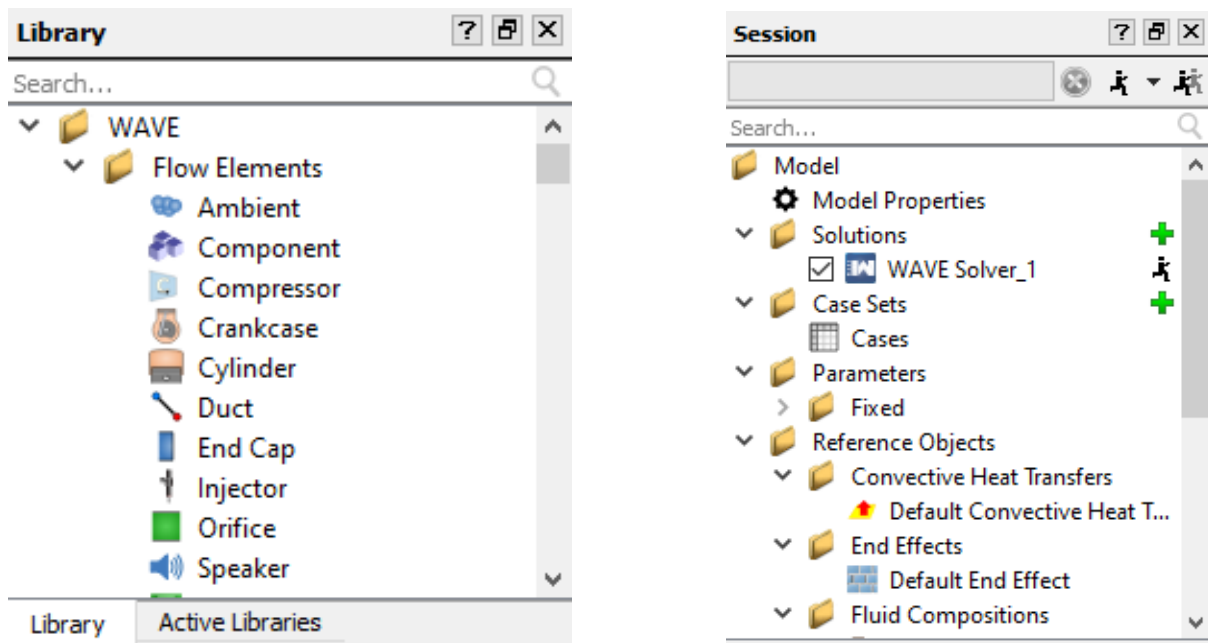 Library
Search...
WAVE
Flow Elements
Ambient
Component
Compressor
Crankcase
Cylinder
Duct
End Cap
Injector
Orifice
Speaker
Library
Active Libraries
Session
Search...
Model
Model Properties
Solutions
WAVE Solver_1
Case Sets
Cases
Parameters
Fixed
Reference Objects
Convective Heat Transfers
Default Convective Heat T...
End Effects
Default End Effect
Fluid Compositions